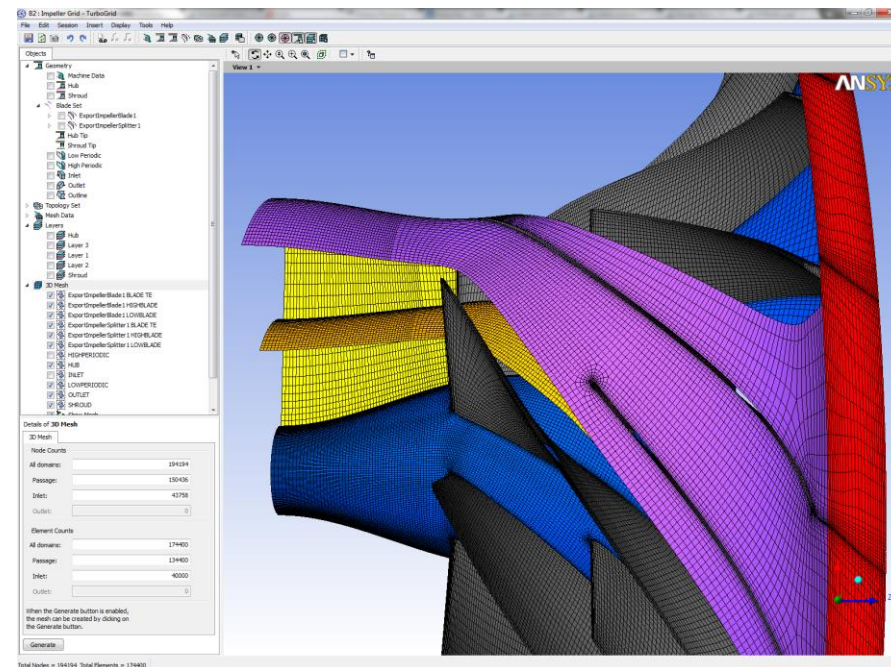 B2 : Impeller Grid - TurboGrid
File Edit Session Insert Display Tools Help
Objects
View 1
ANSYS
Geometry
Machine Data
Hub
Shroud
Blade Set
ExportImpellerBlade1
ExportImpellerSplitter1
Hub Tip
Shroud Tip
Low Periodic
High Periodic
Inlet
Outlet
Outline
Topology Set
Mesh Data
Layers
Hub
Layer 3
Layer 1
Layer 2
Shroud
3D Mesh
ExportImpellerBlade1 BLADE TE
ExportImpellerBlade1 HIGHBLADE
ExportImpellerBlade1 LOWBLADE
ExportImpellerSplitter1 BLADE TE
ExportImpellerSplitter1 HIGHBLADE
ExportImpellerSplitter1 LOWBLADE
HIGHPERIODIC
HUB
INLET
LOWPERIODIC
OUTLET
SHROUD
Show Mesh
Details of 3D Mesh
3D Mesh
Node Counts
All domains: 194194
Passage: 150436
Inlet: 43758
Outlet: 0
Element Counts
All domains: 174400
Passage: 134400
Inlet: 40000
Outlet: 0
When the Generate button is enabled,
the mesh can be created by clicking on
the Generate button.
Generate
Z
Total Nodes = 194194 Total Elements = 174400